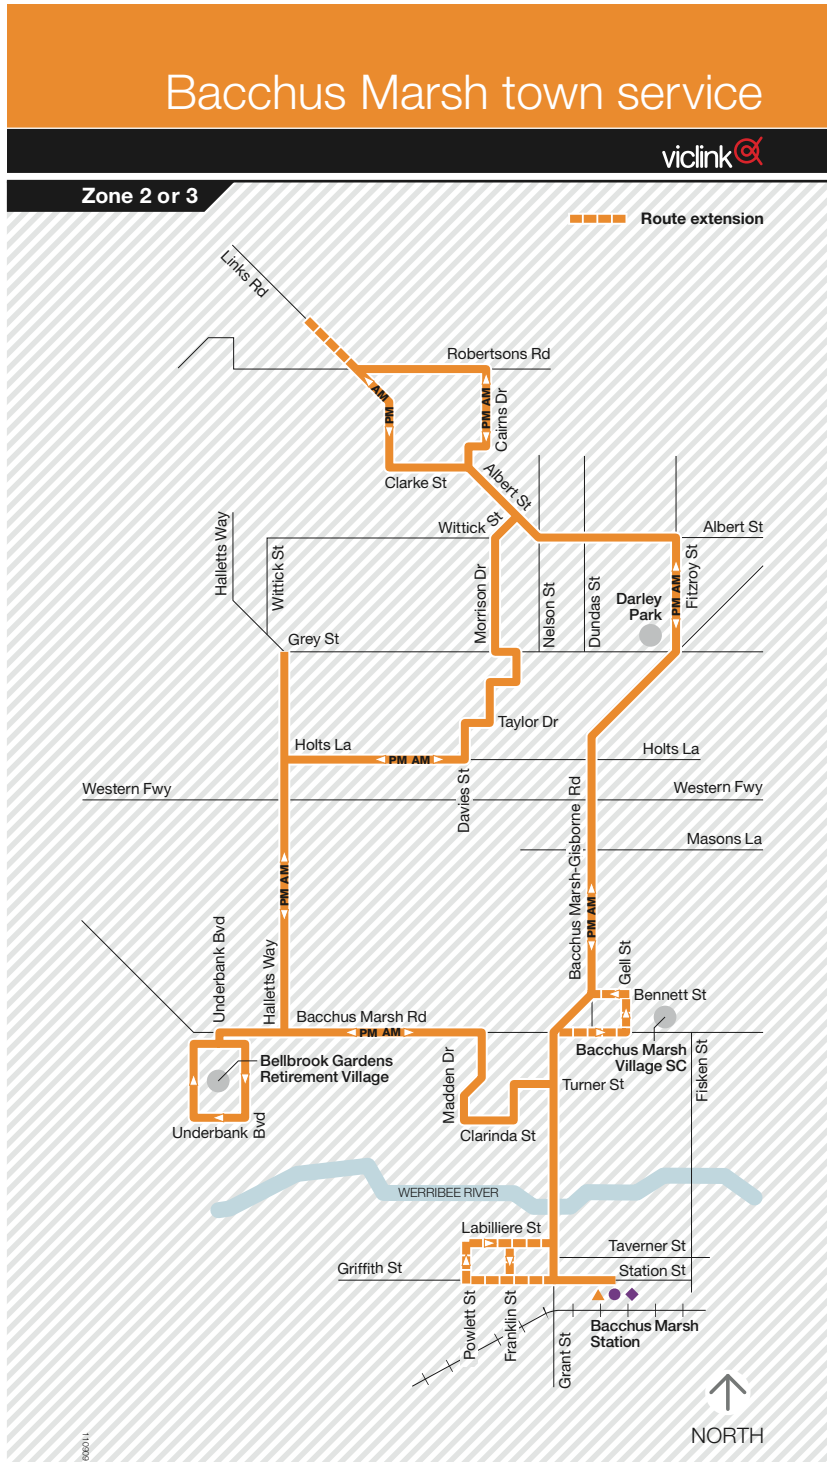 Bacchus Marsh town service
viclink
Zone 2 or 3
Route extension
Links Rd
Robertsons Rd
AM
PM
PM AM
Cairns Dr
Clarke St
Albert St
Wittick St
Albert St
Halletts Way
Wittick St
Morrison Dr
Nelson St
Dundas St
Darley
Park
PM AM
Fitzroy St
Grey St
Taylor Dr
Holts La
PM AM
Holts La
Davies St
Western Fwy
Western Fwy
Bacchus Marsh-Gisborne Rd
Masons La
PM AM
PM AM
Underbank Bvd
Halletts Way
Gell St
Bennett St
Bacchus Marsh Rd
PM AM
Bacchus Marsh
Village SC
Fisken St
Bellbrook Gardens
Retirement Village
Madden Dr
Turner St
Underbank
Bvd
Clarinda St
WERRIBEE RIVER
Labilliere St
Taverner St
Griffith St
Station St
Powlett St
Franklin St
Grant St
Bacchus Marsh
Station
NORTH
110909